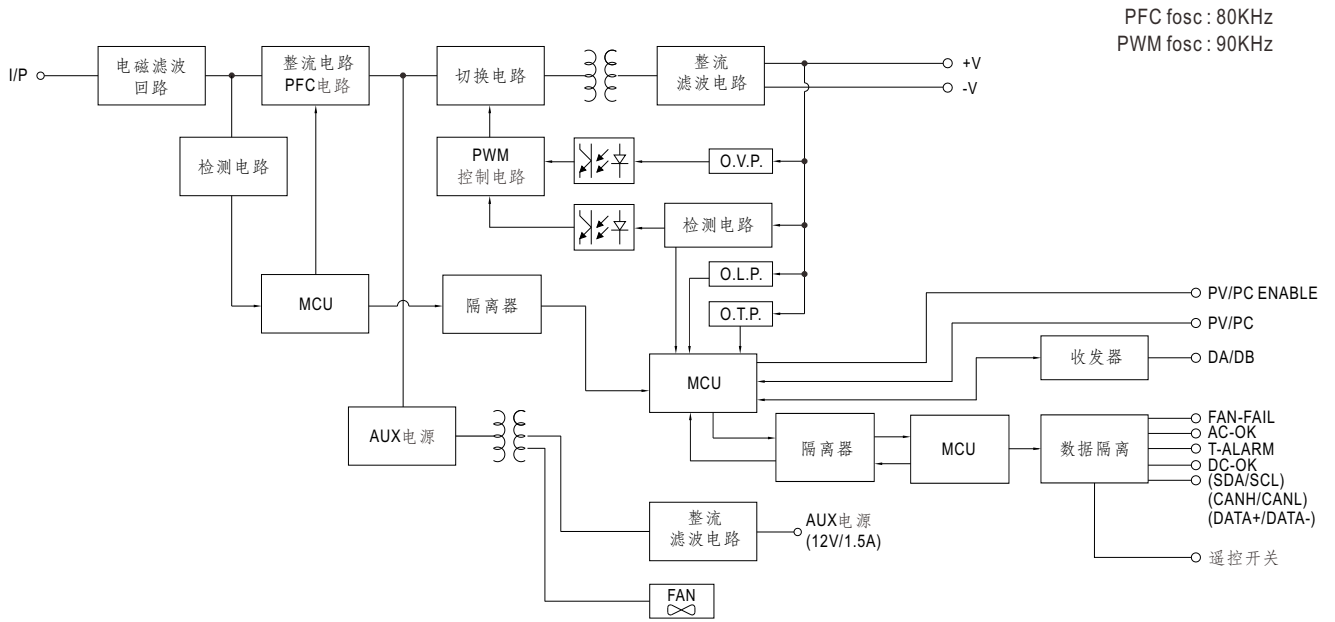 PFC fosc : 80KHz
PWM fosc : 90KHz
I/P
电磁滤波
回路
整流电路
PFC电路
切换电路
整流
滤波电路
+V
-V
检测电路
PWM
控制电路
O.V.P.
检测电路
O.L.P.
O.T.P.
MCU
隔离器
MCU
PV/PC ENABLE
PV/PC
收发器
DA/DB
AUX电源
隔离器
MCU
数据隔离
FAN-FAIL
AC-OK
T-ALARM
DC-OK
(SDA/SCL)
(CANH/CANL)
(DATA+/DATA-)
整流
滤波电路
AUX电源
(12V/1.5A)
遥控开关
FAN